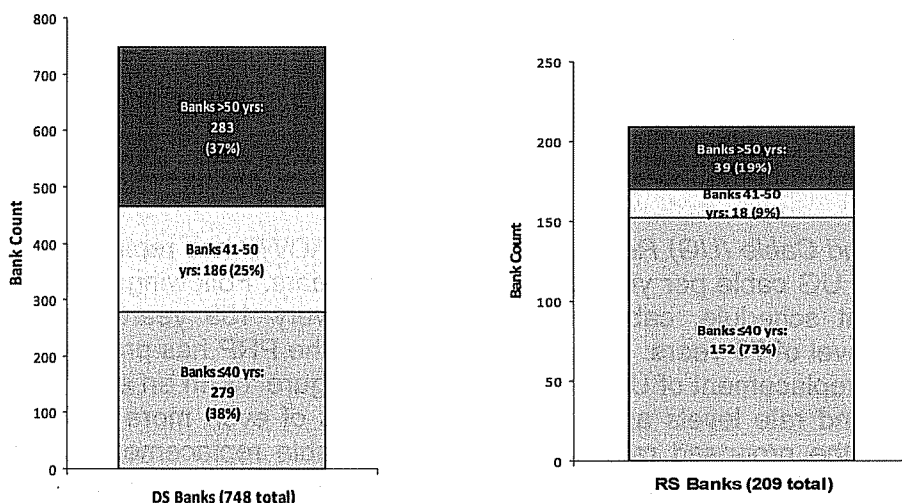 800
700
600
500
400
300
200
100
0
Bank Count
Banks >50 yrs:
283
(37%)
Banks 41-50
yrs: 186 (25%)
Banks ≤40 yrs:
279
(38%)
DS Banks (748 total)
250
200
150
100
50
0
Bank Count
Banks >50 yrs:
39 (19%)
Banks 41-50
yrs: 18 (9%)
Banks ≤40 yrs:
152 (73%)
RS Banks (209 total)